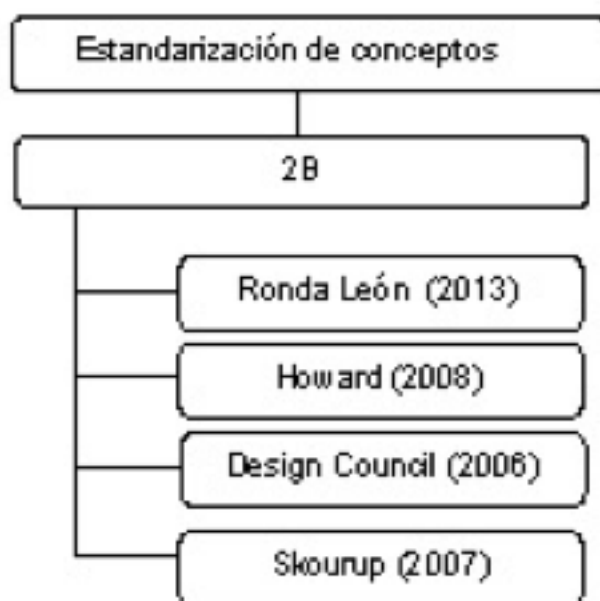 Estandarización de conceptos
2B
Ronda León (2013)
Howard (2008)
Design Council (2006)
Skourup (2007)